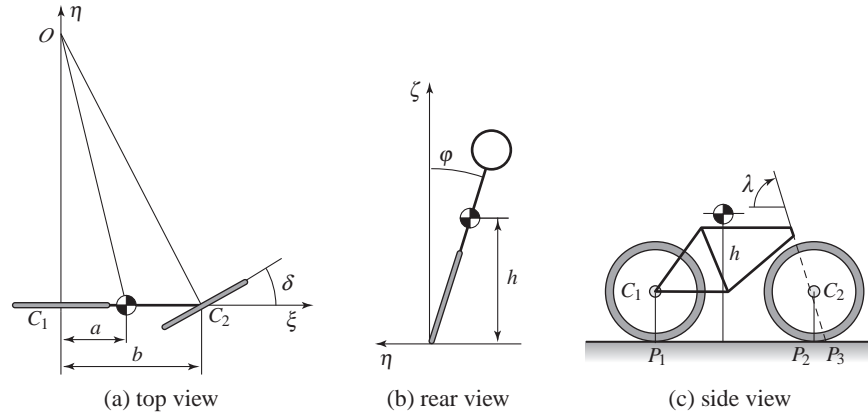 η
O
δ
C₁
C₂
ξ
a
b
(a) top view
ζ
φ
h
η
(b) rear view
λ
h
C₁
C₂
P₁
P₂ P₃
(c) side view